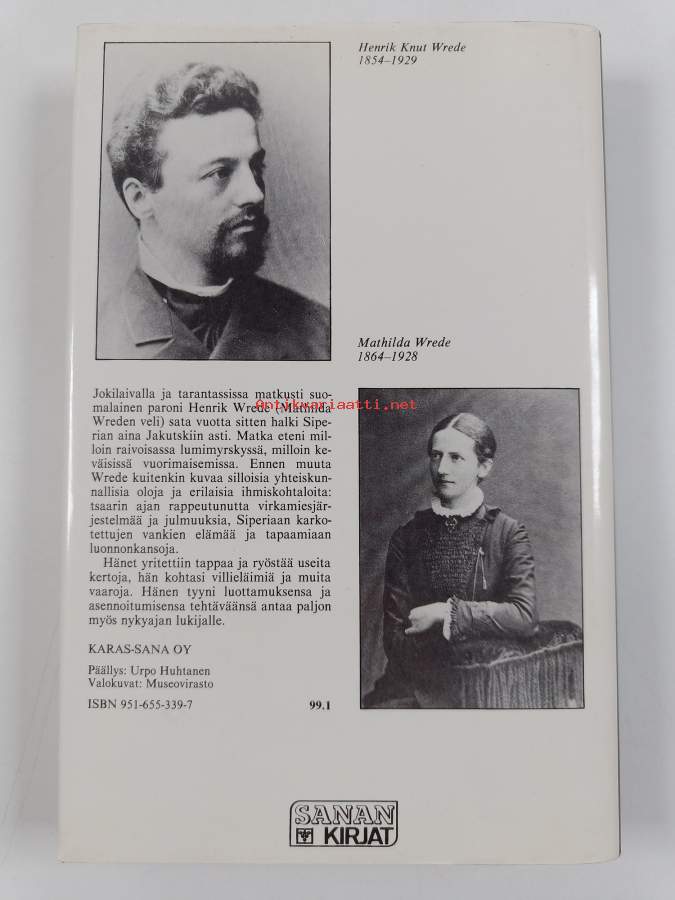 Henrik Knut Wrede
1854–1929
Mathilda Wrede
1864–1928
Jokilaivalla ja tarantassissa matkusti suo-
malainen paroni Henrik Wrede (Mathilda
Wreden veli) sata vuotta sitten halki Sipe-
rian aina Jakutskiin asti. Matka eteni mil-
loin raivoisassa lumimyrskyssä, milloin ke-
väisissä vuorimaisemissa. Ennen muuta
Wrede kuitenkin kuvaa silloisia yhteiskun-
nallisia oloja ja erilaisia ihmiskohtaloita:
tsaarin ajan rappeutunutta virkamiesjär-
jestelmää ja julmuuksia, Siperiaan karko-
tettujen vankien elämää ja tapaamiaan
luonnonkansoja.
Hänet yritettiin tappaa ja ryöstää useita
kertoja, hän kohtasi villieläimiä ja muita
vaaroja. Hänen tyyni luottamuksensa ja
asennoitumisensa tehtäväänsä antaa paljon
myös nykyajan lukijalle.
KARAS-SANA OY
Päällys: Urpo Huhtanen
Valokuvat: Museovirasto
ISBN 951-655-339-7 99.1
SANAN
KIRJAT
Antikvariaatti.net